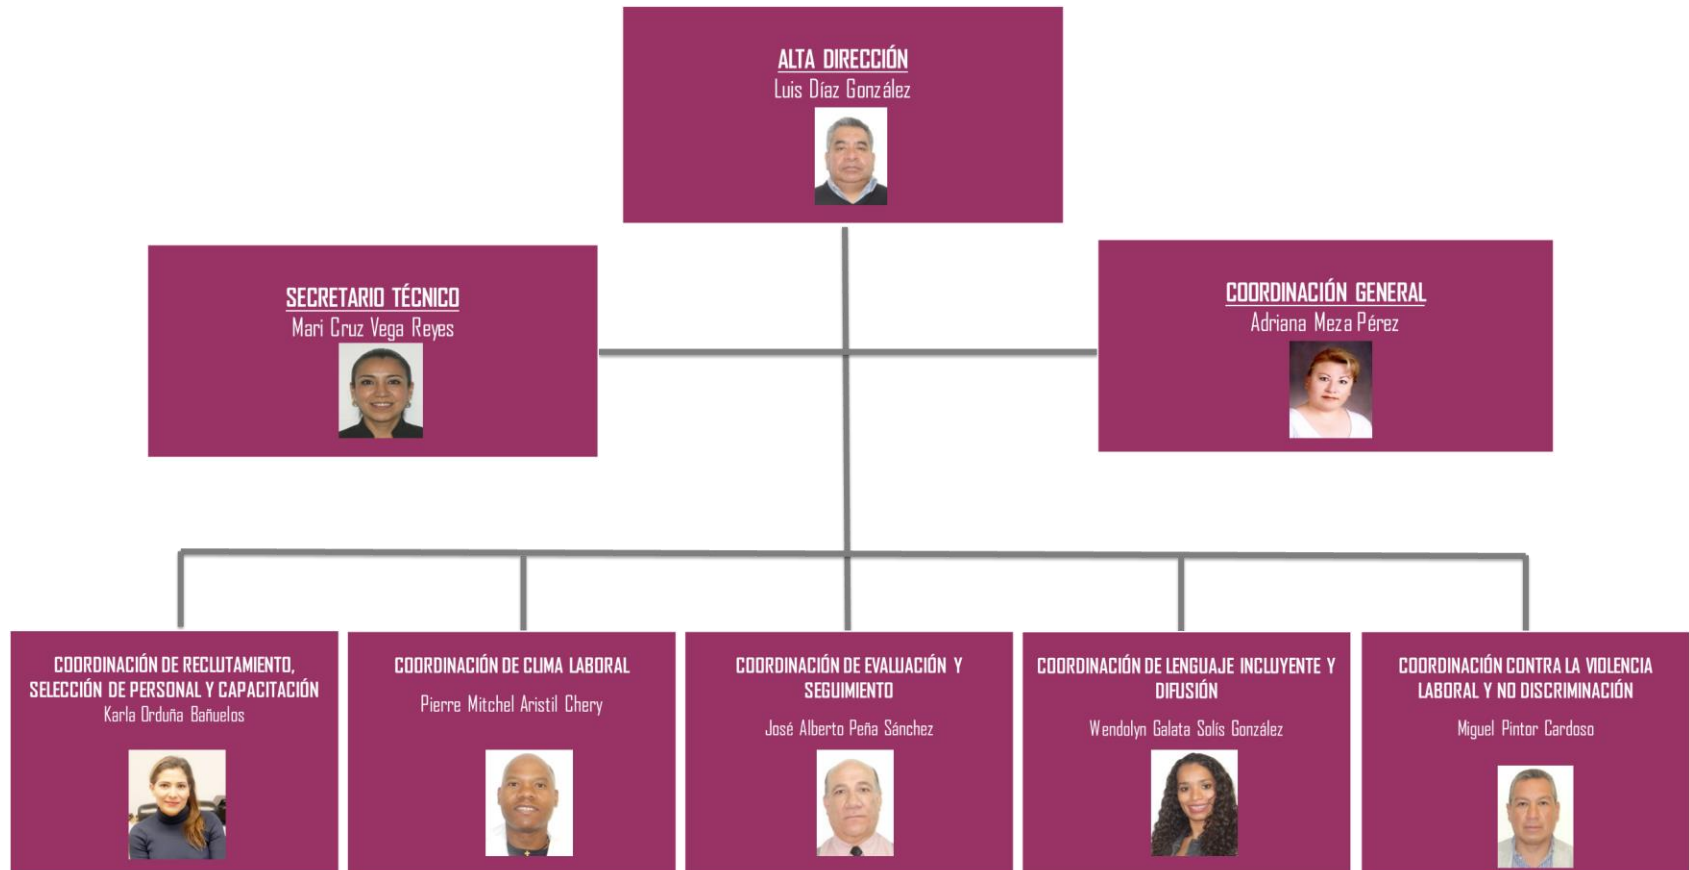 ALTA DIRECCIÓN
Luis Díaz González
SECRETARIO TÉCNICO
Mari Cruz Vega Reyes
COORDINACIÓN GENERAL
Adriana Meza Pérez
COORDINACIÓN DE RECLUTAMIENTO,
SELECCIÓN DE PERSONAL Y CAPACITACIÓN
Karla Orduña Bañuelos
COORDINACIÓN DE CLIMA LABORAL
Pierre Mitchel Aristil Chery
COORDINACIÓN DE EVALUACIÓN Y
SEGUIMIENTO
José Alberto Peña Sánchez
COORDINACIÓN DE LENGUAJE INCLUYENTE Y
DIFUSIÓN
Wendolyn Galata Solís González
COORDINACIÓN CONTRA LA VIOLENCIA
LABORAL Y NO DISCRIMINACIÓN
Miguel Pintor Cardoso